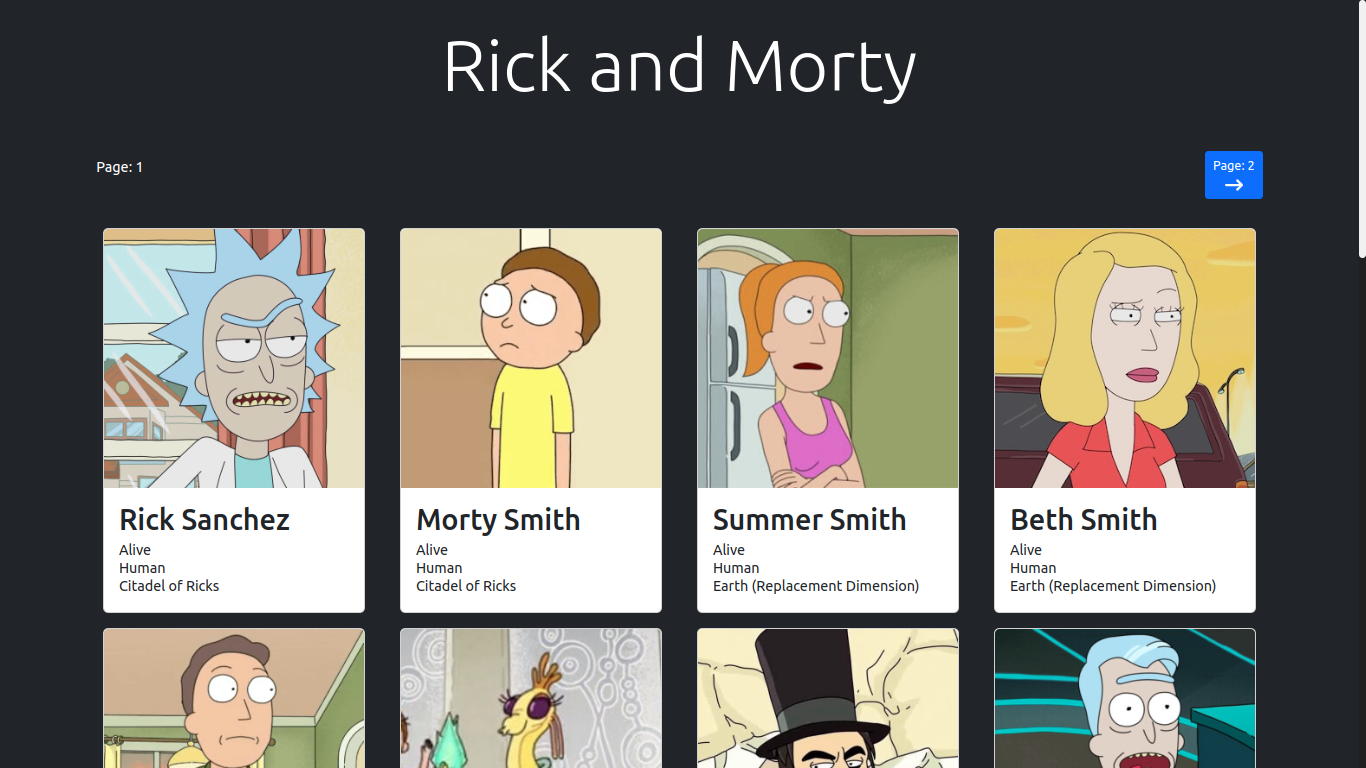 Rick and Morty
Page: 1
Page: 2
Rick Sanchez
Alive
Human
Citadel of Ricks
Morty Smith
Alive
Human
Citadel of Ricks
Summer Smith
Alive
Human
Earth (Replacement Dimension)
Beth Smith
Alive
Human
Earth (Replacement Dimension)